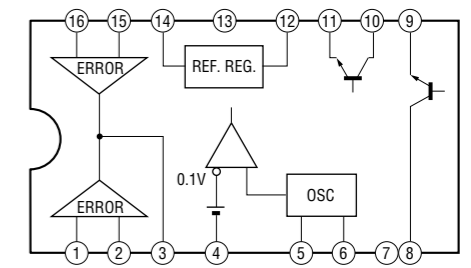 16 15 14 13 12 11 10 9
ERROR
REF. REG.
0.1V
OSC
ERROR
1 2 3 4 5 6 7 8